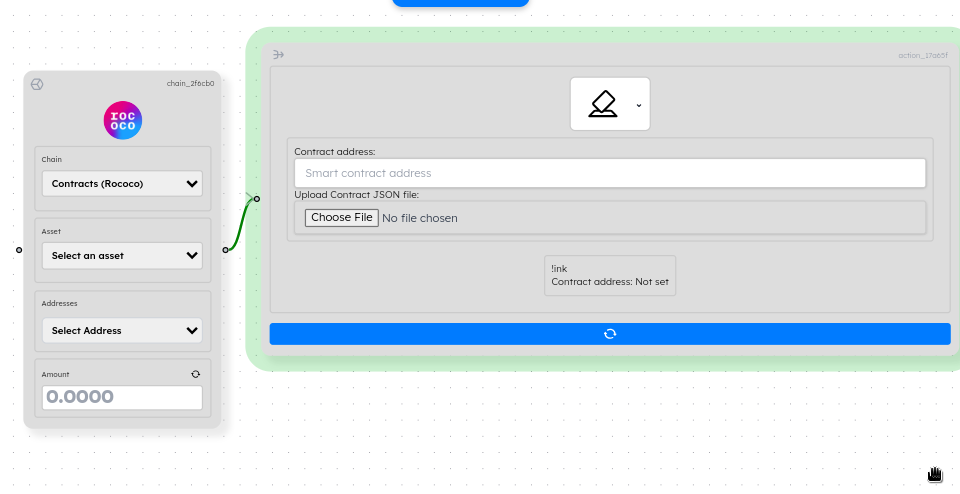 chain_2f6cb0
roc
oco
Chain
Contracts (Rococo)
Asset
Select an asset
Addresses
Select Address
Amount
0.0000
action_17a65f
Contract address:
Smart contract address
Upload Contract JSON file:
Choose File No file chosen
!ink
Contract address: Not set